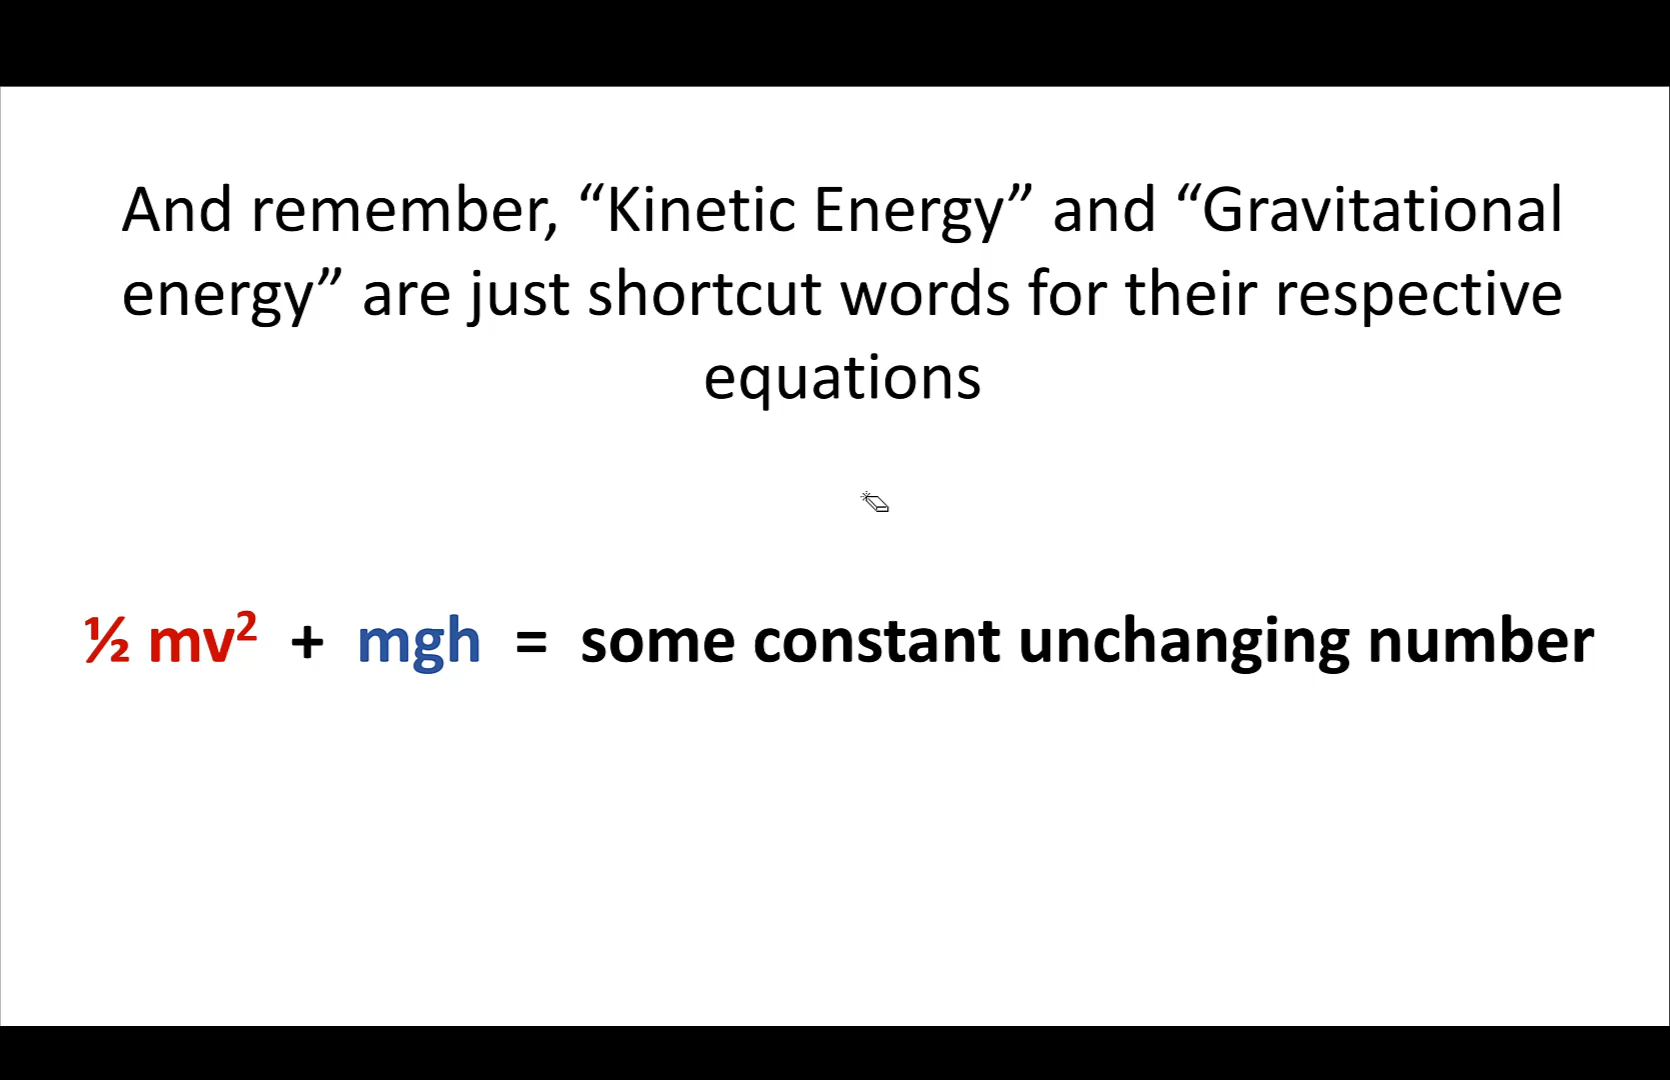 And remember, “Kinetic Energy” and “Gravitational
energy” are just shortcut words for their respective
equations
½ mv² + mgh = some constant unchanging number